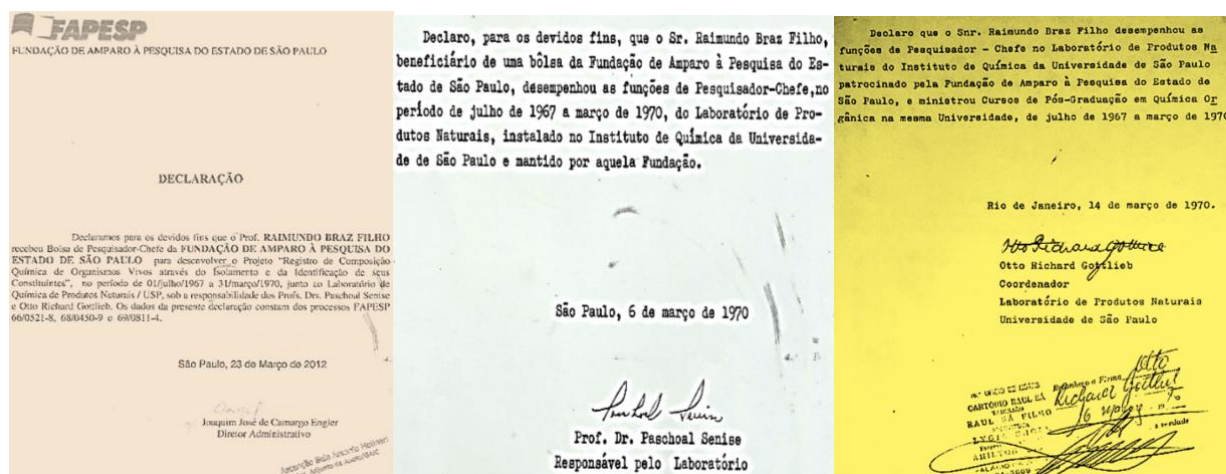 FAPESP
FUNDAÇÃO DE AMPARO À PESQUISA DO ESTADO DE SÃO PAULO
DECLARAÇÃO
Declaramos para os devidos fins que o Prof. RAIMUNDO BRAZ FILHO
recebeu Bolsa de Pesquisador-Chefe da FUNDAÇÃO DE AMPARO À PESQUISA DO
ESTADO DE SÃO PAULO para desenvolver o Projeto "Registro de Composição
Química de Organismos Vivos através do Isolamento e da Identificação de seus
Constituintes", no período de 01/julho/1967 a 31/março/1970, junto ao Laboratório de
Química de Produtos Naturais / USP, sob a responsabilidade dos Profs. Drs. Paschoal Senise
e Otto Richard Gottlieb. Os dados da presente declaração constam dos processos FAPESP
66/0521-8, 68/0450-9 e 69/0811-4.
São Paulo, 23 de Março de 2012
Joaquim José de Camargo Engler
Diretor Administrativo
Declaro, para os devidos fins, que o Sr. Raimundo Braz Filho,
beneficiário de uma bôlsa da Fundação de Amparo à Pesquisa do Es-
tado de São Paulo, desempenhou as funções de Pesquisador-Chefe,no
período de julho de 1967 a março de 1970, do Laboratório de Pro-
dutos Naturais, instalado no Instituto de Química da Universida-
de de São Paulo e mantido por aquela Fundação.
São Paulo, 6 de março de 1970
Prof. Dr. Paschoal Senise
Responsável pelo Laboratório
Declaro que o Snr. Raimundo Braz Filho desempenhou as
funções de Pesquisador - Chefe no Laboratório de Produtos Na
turais do Instituto de Química da Universidade de São Paulo
patrocinado pela Fundação de Amparo à Pesquisa do Estado de
São Paulo, e ministrou Cursos de Pós-Graduação em Química Or
gânica na mesma Universidade, de julho de 1967 a março de 1970
Rio de Janeiro, 14 de março de 1970.
Otto Richard Gottlieb
Otto Richard Gottlieb
Coordenador
Laboratório de Produtos Naturais
Universidade de São Paulo
Otto
Richard Gottlieb
CARTÓRIO RAUL SÁ
RAUL SÁ FILHO